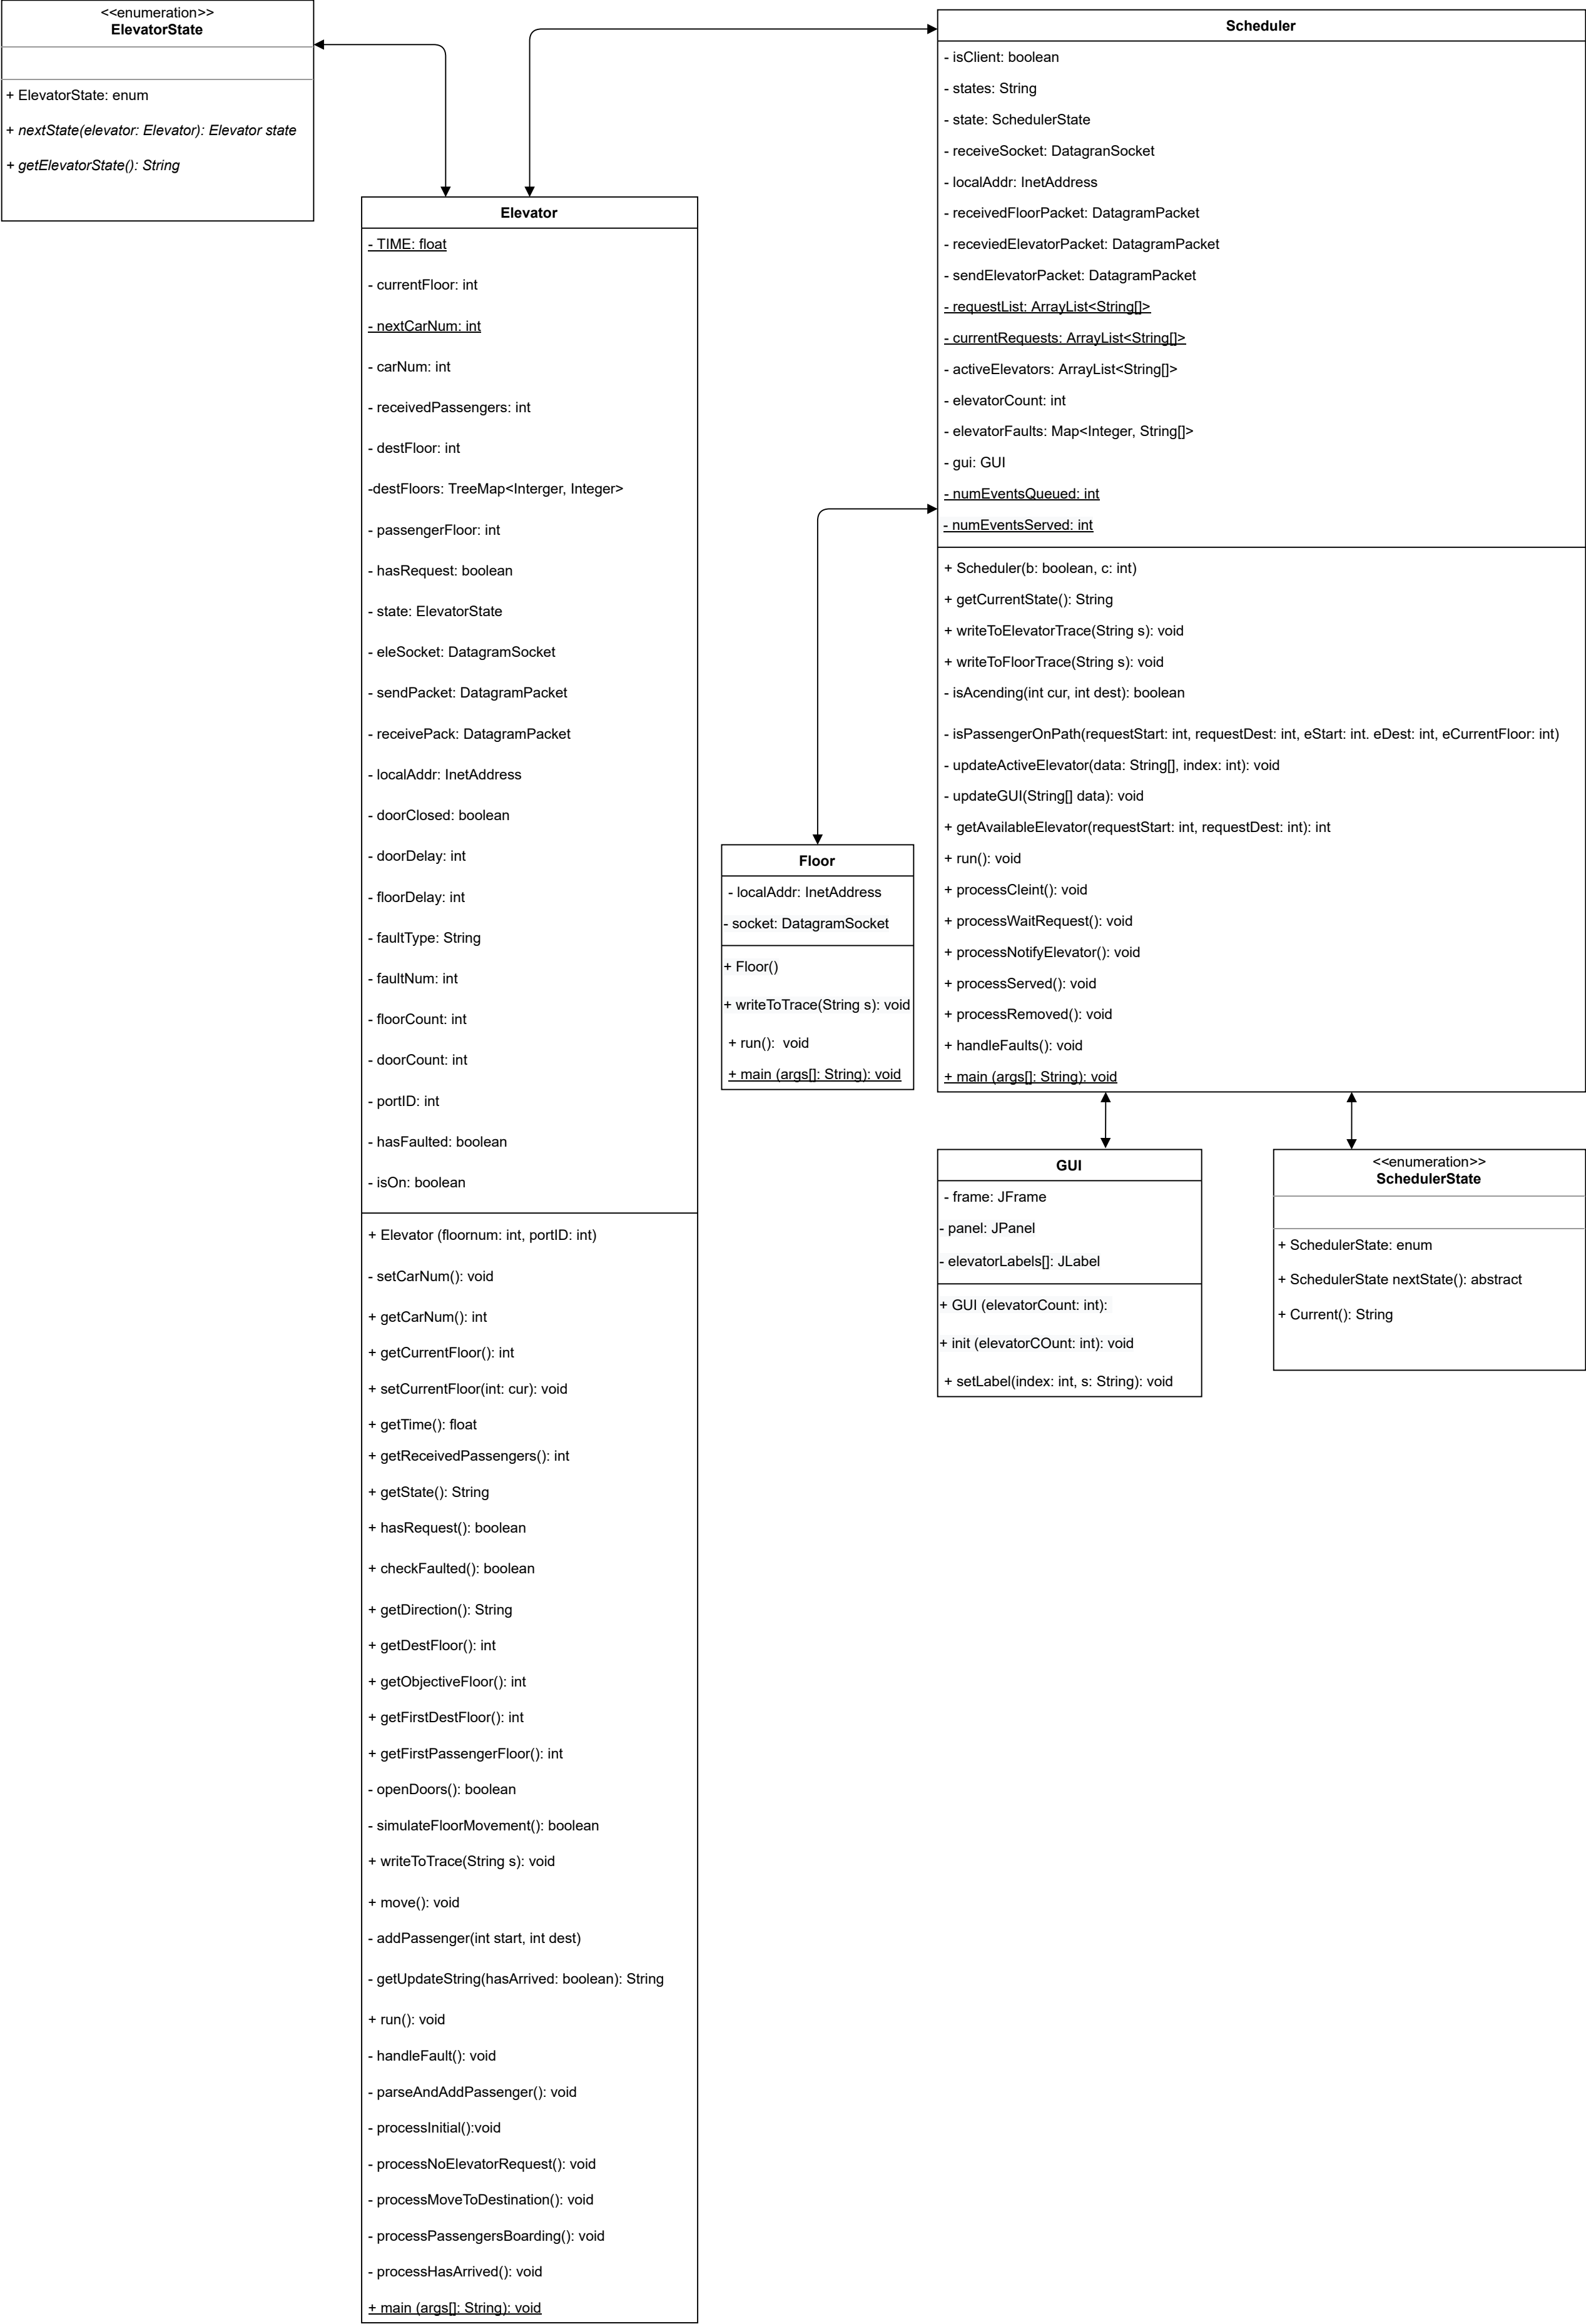 <<enumeration>>
ElevatorState
+ ElevatorState: enum
+ nextState(elevator: Elevator): Elevator state
+ getElevatorState(): String
Scheduler
- isClient: boolean
- states: String
- state: SchedulerState
- receiveSocket: DatagranSocket
- localAddr: InetAddress
- receivedFloorPacket: DatagramPacket
- receviedElevatorPacket: DatagramPacket
- sendElevatorPacket: DatagramPacket
- requestList: ArrayList<String[]>
- currentRequests: ArrayList<String[]>
- activeElevators: ArrayList<String[]>
- elevatorCount: int
- elevatorFaults: Map<Integer, String[]>
- gui: GUI
- numEventsQueued: int
- numEventsServed: int
+ Scheduler(b: boolean, c: int)
+ getCurrentState(): String
+ writeToElevatorTrace(String s): void
+ writeToFloorTrace(String s): void
- isAcending(int cur, int dest): boolean
- isPassengerOnPath(requestStart: int, requestDest: int, eStart: int. eDest: int, eCurrentFloor: int)
- updateActiveElevator(data: String[], index: int): void
- updateGUI(String[] data): void
+ getAvailableElevator(requestStart: int, requestDest: int): int
+ run(): void
+ processCleint(): void
+ processWaitRequest(): void
+ processNotifyElevator(): void
+ processServed(): void
+ processRemoved(): void
+ handleFaults(): void
+ main (args[]: String): void
Elevator
- TIME: float
- currentFloor: int
- nextCarNum: int
- carNum: int
- receivedPassengers: int
- destFloor: int
-destFloors: TreeMap<Interger, Integer>
- passengerFloor: int
- hasRequest: boolean
- state: ElevatorState
- eleSocket: DatagramSocket
- sendPacket: DatagramPacket
- receivePack: DatagramPacket
- localAddr: InetAddress
- doorClosed: boolean
- doorDelay: int
- floorDelay: int
- faultType: String
- faultNum: int
- floorCount: int
- doorCount: int
- portID: int
- hasFaulted: boolean
- isOn: boolean
+ Elevator (floornum: int, portID: int)
- setCarNum(): void
+ getCarNum(): int
+ getCurrentFloor(): int
+ setCurrentFloor(int: cur): void
+ getTime(): float
+ getReceivedPassengers(): int
+ getState(): String
+ hasRequest(): boolean
+ checkFaulted(): boolean
+ getDirection(): String
+ getDestFloor(): int
+ getObjectiveFloor(): int
+ getFirstDestFloor(): int
+ getFirstPassengerFloor(): int
- openDoors(): boolean
- simulateFloorMovement(): boolean
+ writeToTrace(String s): void
+ move(): void
- addPassenger(int start, int dest)
- getUpdateString(hasArrived: boolean): String
+ run(): void
- handleFault(): void
- parseAndAddPassenger(): void
- processInitial():void
- processNoElevatorRequest(): void
- processMoveToDestination(): void
- processPassengersBoarding(): void
- processHasArrived(): void
+ main (args[]: String): void
Floor
- localAddr: InetAddress
- socket: DatagramSocket
+ Floor()
+ writeToTrace(String s): void
+ run():  void
+ main (args[]: String): void
GUI
- frame: JFrame
- panel: JPanel
- elevatorLabels[]: JLabel
+ GUI (elevatorCount: int):
+ init (elevatorCOunt: int): void
+ setLabel(index: int, s: String): void
<<enumeration>>
SchedulerState
+ SchedulerState: enum
+ SchedulerState nextState(): abstract
+ Current(): String